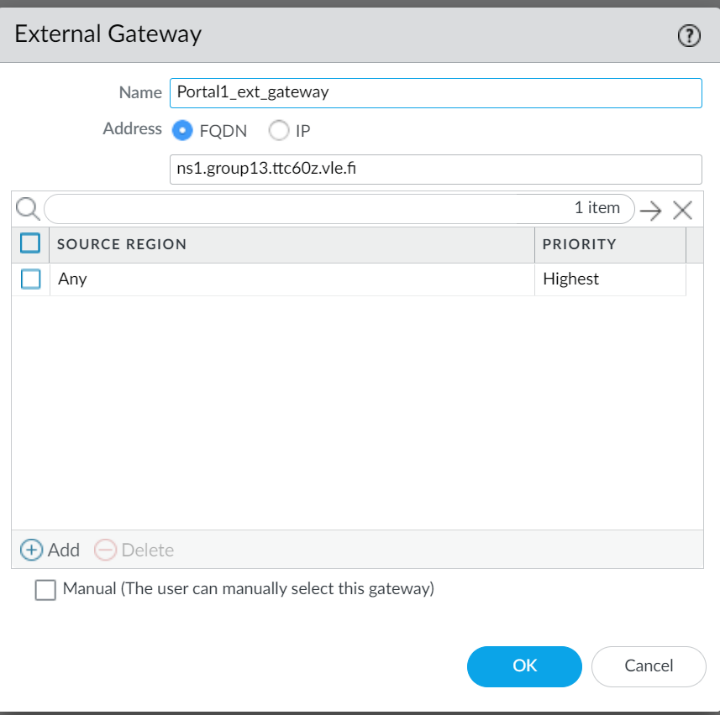 External Gateway
Name Portal1_ext_gateway
Address FQDN IP
ns1.group13.ttc60z.vle.fi
1 item
SOURCE REGION PRIORITY
Any Highest
Add Delete
Manual (The user can manually select this gateway)
OK Cancel